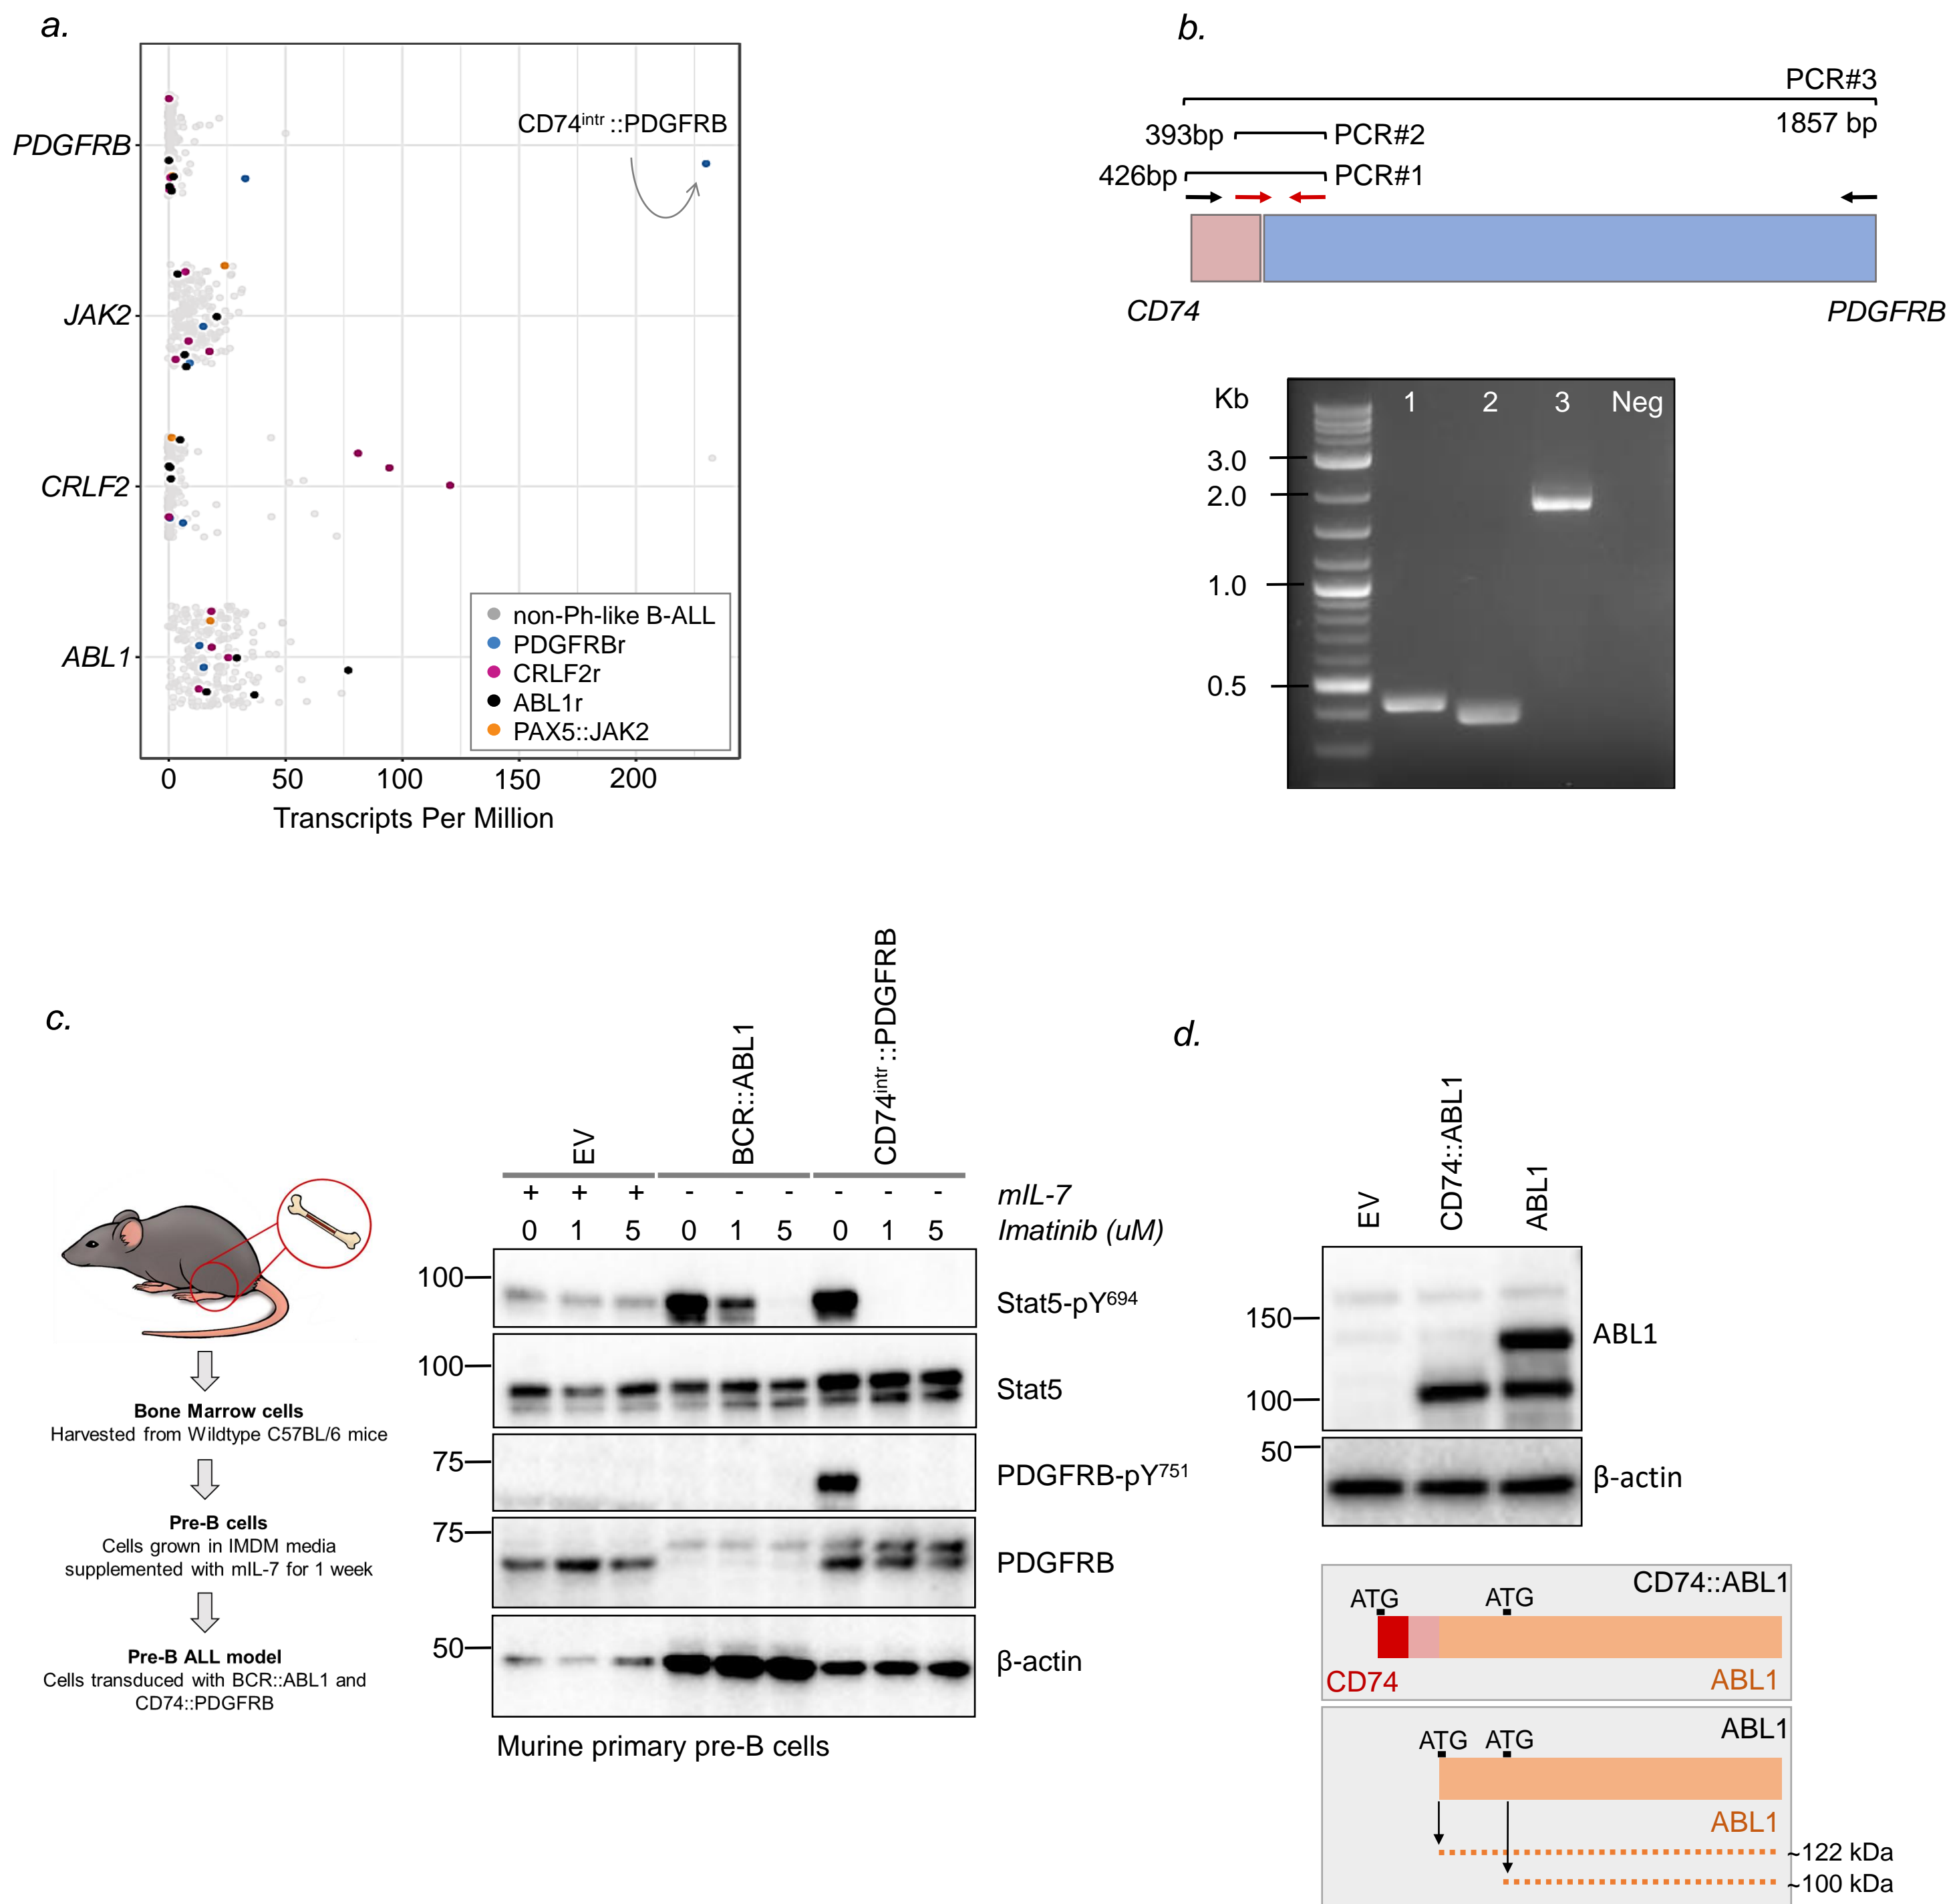 a.
PDGFRB
JAK2
CRLF2
ABL1
CD74intr ::PDGFRB
non-Ph-like B-ALL
PDGFRBr
CRLF2r
ABL1r
PAX5::JAK2
0 50 100 150 200
Transcripts Per Million
b.
PCR#3
1857 bp
393bp PCR#2
426bp PCR#1
CD74 PDGFRB
Kb 1 2 3 Neg
3.0
2.0
1.0
0.5
c.
Bone Marrow cells
Harvested from Wildtype C57BL/6 mice
Pre-B cells
Cells grown in IMDM media
supplemented with mIL-7 for 1 week
Pre-B ALL model
Cells transduced with BCR::ABL1 and
CD74::PDGFRB
EV BCR::ABL1 CD74intr ::PDGFRB
+ + + - - - - - - mIL-7
0 1 5 0 1 5 0 1 5 Imatinib (uM)
100 Stat5-pY694
100 Stat5
75 PDGFRB-pY751
75 PDGFRB
50 β-actin
Murine primary pre-B cells
d.
EV CD74::ABL1 ABL1
150 ABL1
100
50 β-actin
CD74::ABL1
ATG ATG
CD74 ABL1
ABL1
ATG ATG
ABL1
~122 kDa
~100 kDa